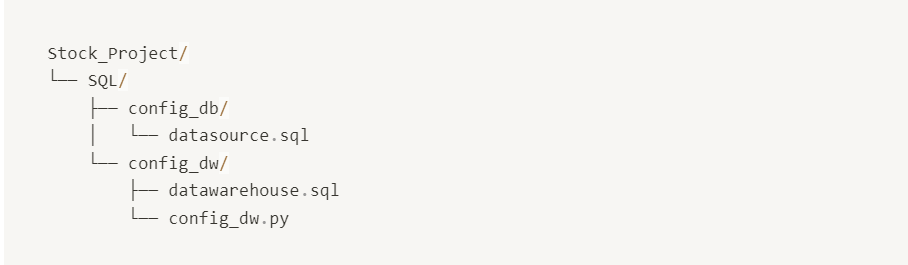 Stock_Project/
└── SQL/
    ├── config_db/
    │   └── datasource.sql
    └── config_dw/
        ├── datawarehouse.sql
        └── config_dw.py